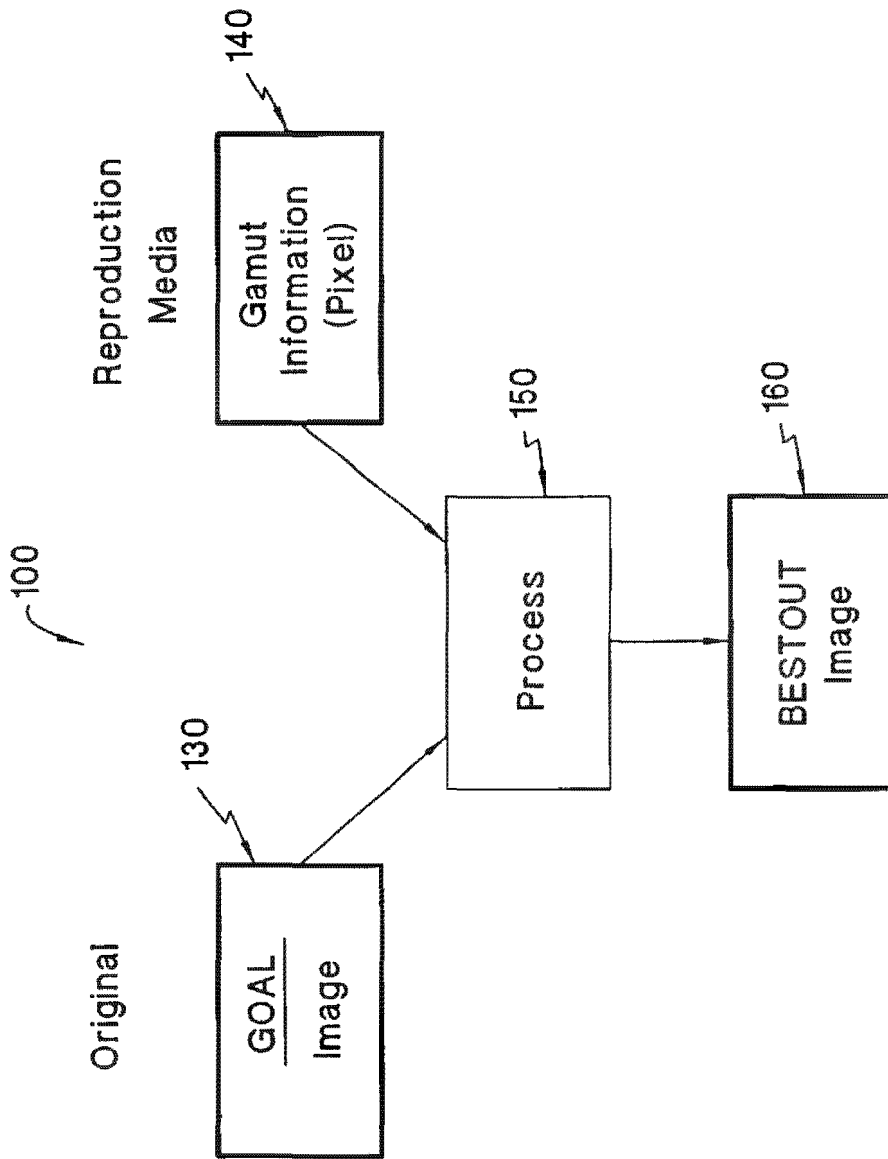 100
Original
130
GOAL
Image
Reproduction
Media
140
Gamut
Information
(Pixel)
150
Process
160
BESTOUT
Image